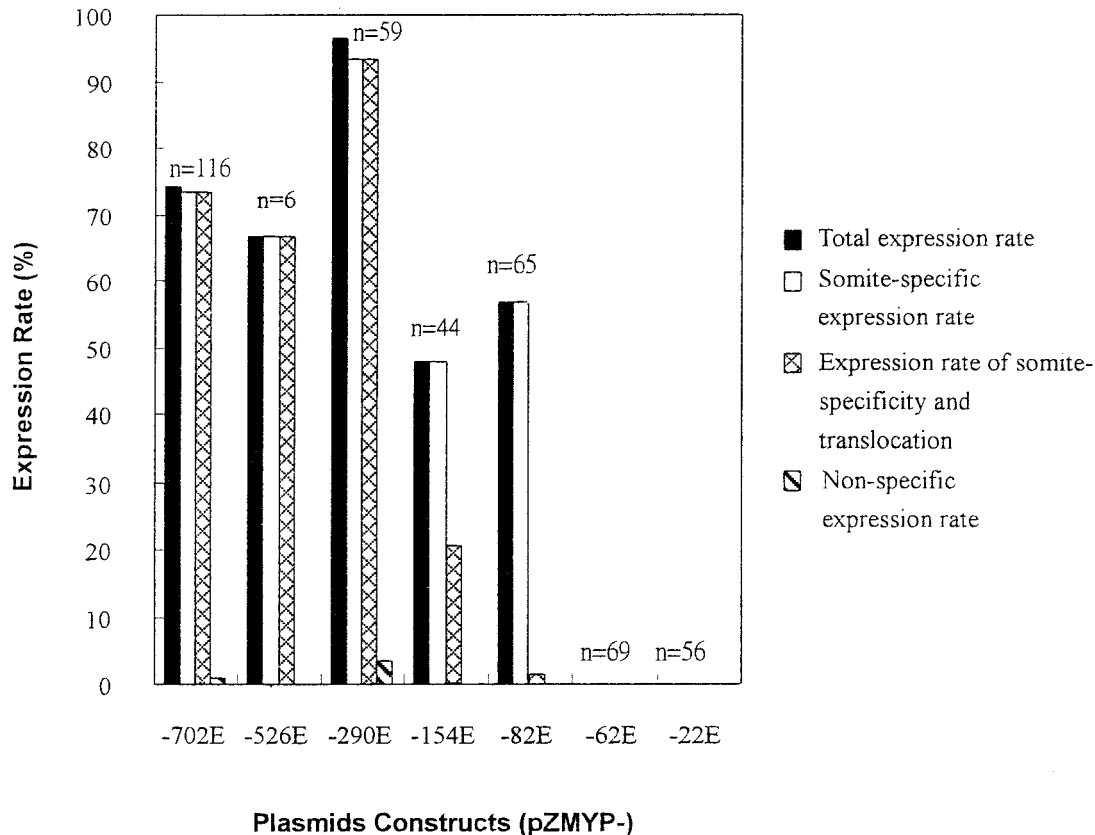 100
90
80
70
60
50
40
30
20
10
0
Expression Rate (%)
n=116
n=6
n=59
n=44
n=65
n=69
n=56
-702E
-526E
-290E
-154E
-82E
-62E
-22E
Plasmids Constructs (pZMYP-)
Total expression rate
Somite-specific
expression rate
Expression rate of somite-
specificity and
translocation
Non-specific
expression rate